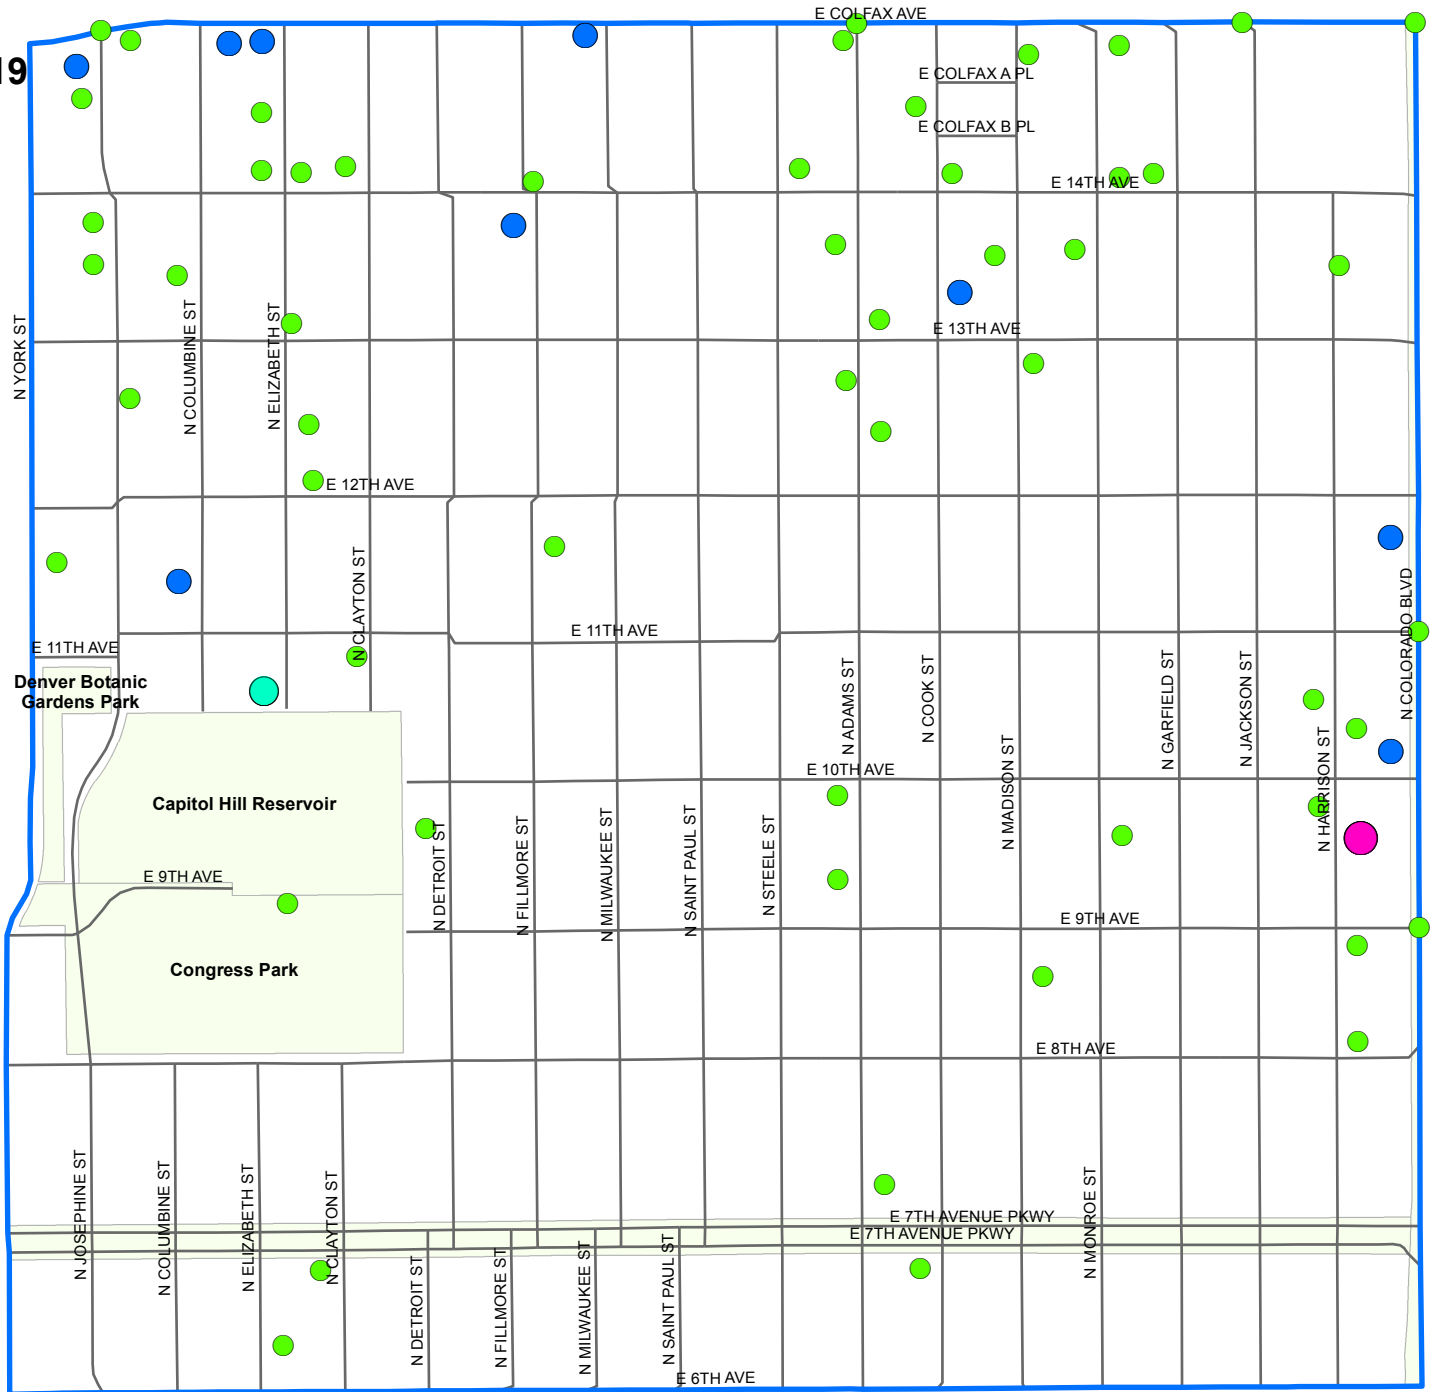 E COLFAX AVE
19
E COLFAX A PL
E COLFAX B PL
E 14TH AVE
N YORK ST
N COLUMBINE ST
N ELIZABETH ST
E 13TH AVE
E 12TH AVE
N CLAYTON ST
E 11TH AVE
E 11TH AVE
N COLORADO BLVD
Denver Botanic
Gardens Park
N ADAMS ST
N COOK ST
N MADISON ST
N GARFIELD ST
N JACKSON ST
N HARRISON ST
E 10TH AVE
Capitol Hill Reservoir
N DETROIT ST
N FILLMORE ST
N MILWAUKEE ST
N SAINT PAUL ST
N STEELE ST
E 9TH AVE
E 9TH AVE
Congress Park
E 8TH AVE
N JOSEPHINE ST
N COLUMBINE ST
N ELIZABETH ST
N CLAYTON ST
N MONROE ST
E 7TH AVENUE PKWY
E 7TH AVENUE PKWY
N DETROIT ST
N FILLMORE ST
N MILWAUKEE ST
N SAINT PAUL ST
E 6TH AVE